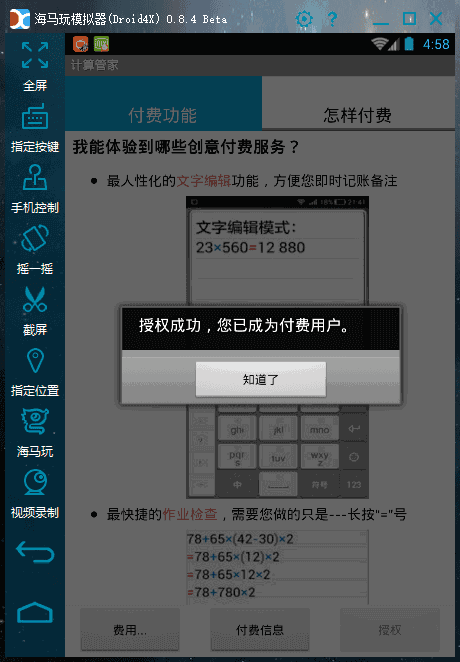 海马玩模拟器(Droid4X) 0.8.4 Beta
4:58
计算管家
全屏
指定按键
手机控制
摇一摇
截屏
指定位置
海马玩
视频录制
付费功能
怎样付费
我能体验到哪些创意付费服务？
最人性化的文字编辑功能，方便您即时记账备注
18% 21:41
文字编辑模式:
23×560=12 880
授权成功，您已成为付费用户。
知道了
ghi
jkl
mno
pqrs
tuv
wxyz
中
符号
123
最快捷的作业检查，需要您做的只是---长按"="号
78+65×(42-30)×2
=78+65×(12)×2
=78+65×12×2
=78+780×2
费用...
付费信息
授权